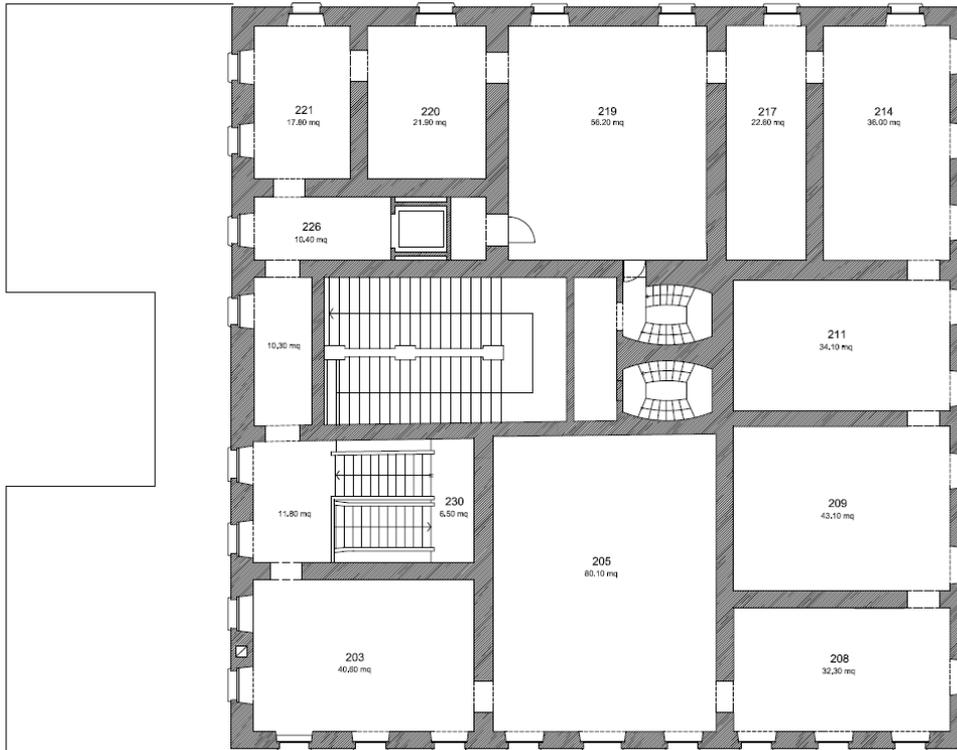 221
17.80 mq
220
21.90 mq
219
56.20 mq
217
22.60 mq
214
36.00 mq
226
10.40 mq
10.30 mq
211
34.10 mq
11.80 mq
230
6.50 mq
209
43.10 mq
205
80.10 mq
203
40.60 mq
208
32.30 mq